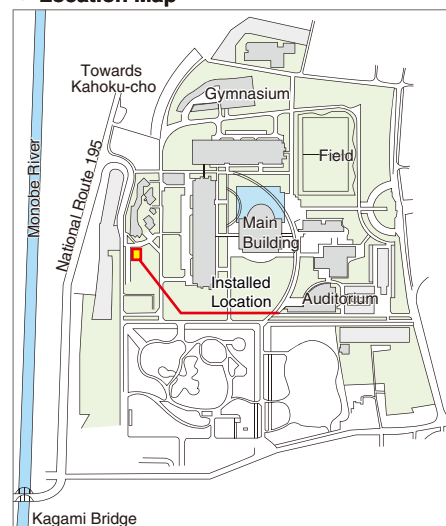 Location Map
Towards
Kahoku-cho
Gymnasium
Monobe River
National Route 195
Field
Main
Building
Installed
Location
Auditorium
Kagami Bridge